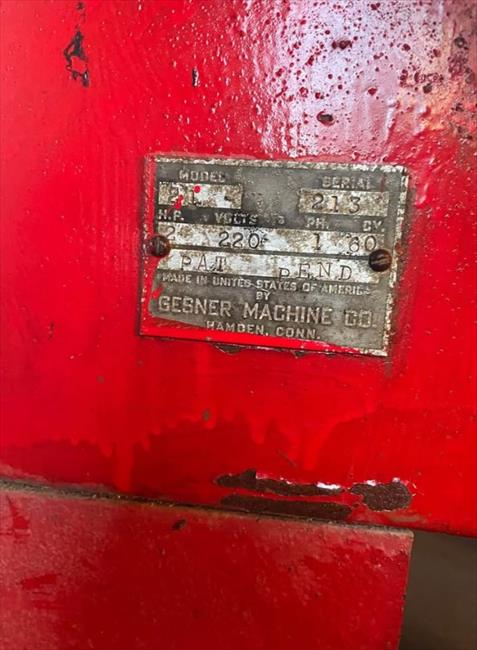 MODEL SERIAL
21 213
H.P. VOLTS PH. CY.
2 220 1 60
PAT PEND
MADE IN UNITED STATES OF AMERICA
BY
GESNER MACHINE CO.
HAMDEN, CONN.